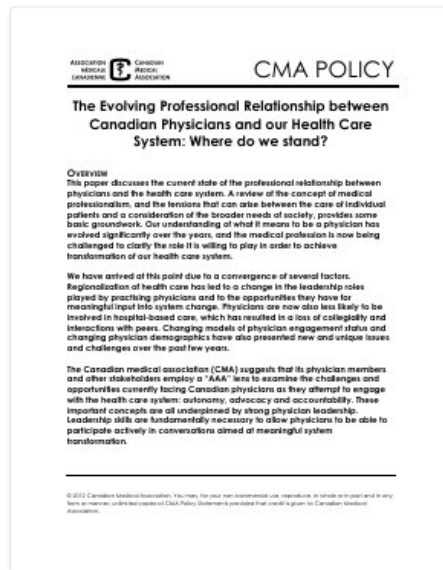 ASSOCIATION MÉDICALE CANADIENNE
CANADIAN MEDICAL ASSOCIATION
CMA POLICY
The Evolving Professional Relationship between
Canadian Physicians and our Health Care
System: Where do we stand?
OVERVIEW
This paper discusses the current state of the professional relationship between
physicians and the health care system. A review of the concept of medical
professionalism, and the tensions that can arise between the care of individual
patients and a consideration of the broader needs of society, provides some
basic groundwork. Our understanding of what it means to be a physician has
evolved significantly over the years, and the medical profession is now being
challenged to clarify the role it is willing to play in order to achieve
transformation of our health care system.
We have arrived at this point due to a convergence of several factors.
Regionalization of health care has led to a change in the leadership roles
played by practising physicians and to the opportunities they have for
meaningful input into system change. Physicians are now also less likely to be
involved in hospital-based care, which has resulted in a loss of collegiality and
interactions with peers. Changing models of physician engagement status and
changing physician demographics have also presented new and unique issues
and challenges over the past few years.
The Canadian medical association (CMA) suggests that its physician members
and other stakeholders employ a "AAA" lens to examine the challenges and
opportunities currently facing Canadian physicians as they attempt to engage
with the health care system: autonomy, advocacy and accountability. These
important concepts are all underpinned by strong physician leadership.
Leadership skills are fundamentally necessary to allow physicians to be able to
participate actively in conversations aimed at meaningful system
transformation.
© 2012 Canadian Medical Association. You may, for your non-commercial use, reproduce, in whole or in part and in any
form or manner, unlimited copies of CMA Policy Statements provided that credit is given to Canadian Medical
Association.